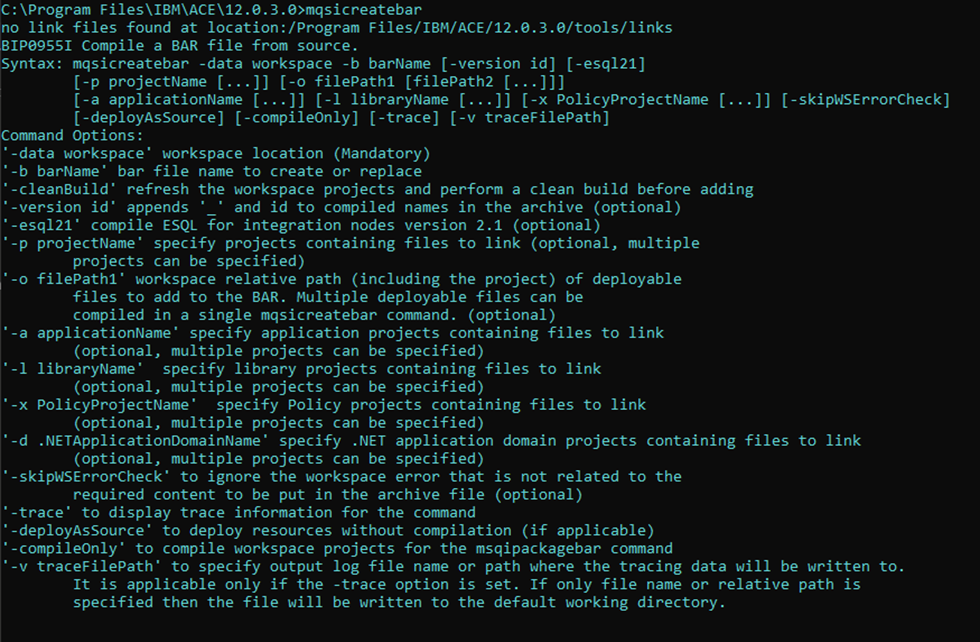 C:\Program Files\IBM\ACE\12.0.3.0>mqsicreatebar
no link files found at location:/Program Files/IBM/ACE/12.0.3.0/tools/links
BIP0955I Compile a BAR file from source.
Syntax: mqsicreatebar -data workspace -b barName [-version id] [-esql21]
        [-p projectName [...]] [-o filePath1 [filePath2 [...]]]
        [-a applicationName [...]] [-l libraryName [...]] [-x PolicyProjectName [...]] [-skipWSErrorCheck]
        [-deployAsSource] [-compileOnly] [-trace] [-v traceFilePath]
Command Options:
'-data workspace' workspace location (Mandatory)
'-b barName' bar file name to create or replace
'-cleanBuild' refresh the workspace projects and perform a clean build before adding
'-version id' appends '_' and id to compiled names in the archive (optional)
'-esql21' compile ESQL for integration nodes version 2.1 (optional)
'-p projectName' specify projects containing files to link (optional, multiple
        projects can be specified)
'-o filePath1' workspace relative path (including the project) of deployable
        files to add to the BAR. Multiple deployable files can be
        compiled in a single mqsicreatebar command. (optional)
'-a applicationName' specify application projects containing files to link
        (optional, multiple projects can be specified)
'-l libraryName'  specify library projects containing files to link
        (optional, multiple projects can be specified)
'-x PolicyProjectName'  specify Policy projects containing files to link
        (optional, multiple projects can be specified)
'-d .NETApplicationDomainName' specify .NET application domain projects containing files to link
        (optional, multiple projects can be specified)
'-skipWSErrorCheck' to ignore the workspace error that is not related to the
        required content to be put in the archive file (optional)
'-trace' to display trace information for the command
'-deployAsSource' to deploy resources without compilation (if applicable)
'-compileOnly' to compile workspace projects for the msqipackagebar command
'-v traceFilePath' to specify output log file name or path where the tracing data will be written to.
        It is applicable only if the -trace option is set. If only file name or relative path is
        specified then the file will be written to the default working directory.